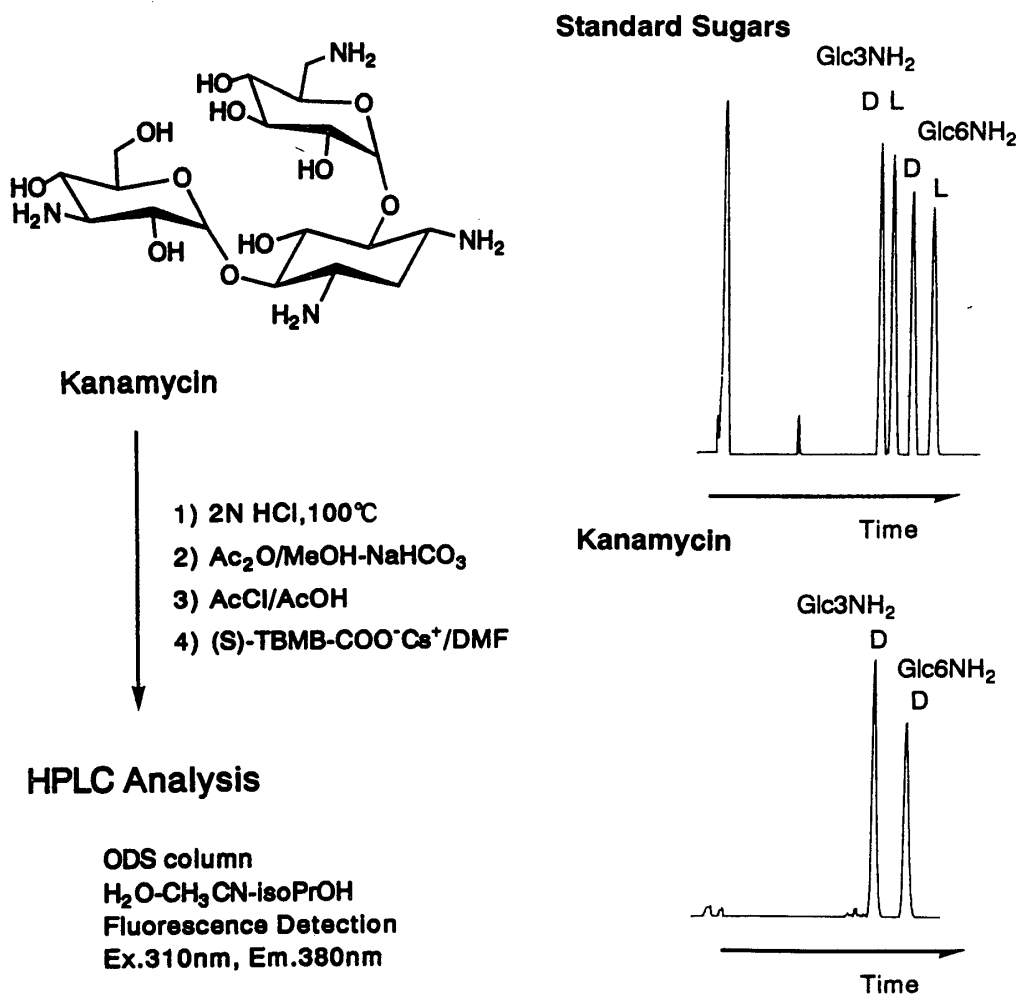 Standard Sugars
Glc3NH₂
D L
Glc6NH₂
D
L
Time
NH₂
HO
O
HO
HO
OH
O
HO
H₂N
OH
O
HO
NH₂
O
H₂N
Kanamycin
1) 2N HCl,100℃
2) Ac₂O/MeOH-NaHCO₃
3) AcCl/AcOH
4) (S)-TBMB-COO⁻Cs⁺/DMF
HPLC Analysis
ODS column
H₂O-CH₃CN-isoPrOH
Fluorescence Detection
Ex.310nm, Em.380nm
Kanamycin
Glc3NH₂
D
Glc6NH₂
D
Time